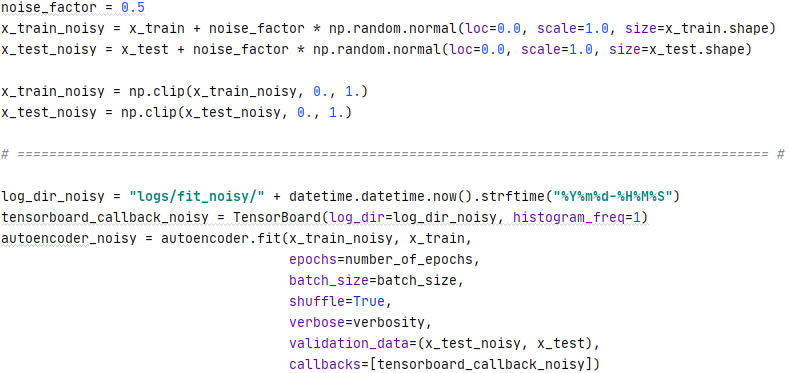 noise_factor = 0.5
x_train_noisy = x_train + noise_factor * np.random.normal(loc=0.0, scale=1.0, size=x_train.shape)
x_test_noisy = x_test + noise_factor * np.random.normal(loc=0.0, scale=1.0, size=x_test.shape)
x_train_noisy = np.clip(x_train_noisy, 0., 1.)
x_test_noisy = np.clip(x_test_noisy, 0., 1.)
# ============================================================================================== #
log_dir_noisy = "logs/fit_noisy/" + datetime.datetime.now().strftime("%Y%m%d-%H%M%S")
tensorboard_callback_noisy = TensorBoard(log_dir=log_dir_noisy, histogram_freq=1)
autoencoder_noisy = autoencoder.fit(x_train_noisy, x_train,
epochs=number_of_epochs,
batch_size=batch_size,
shuffle=True,
verbose=verbosity,
validation_data=(x_test_noisy, x_test),
callbacks=[tensorboard_callback_noisy])